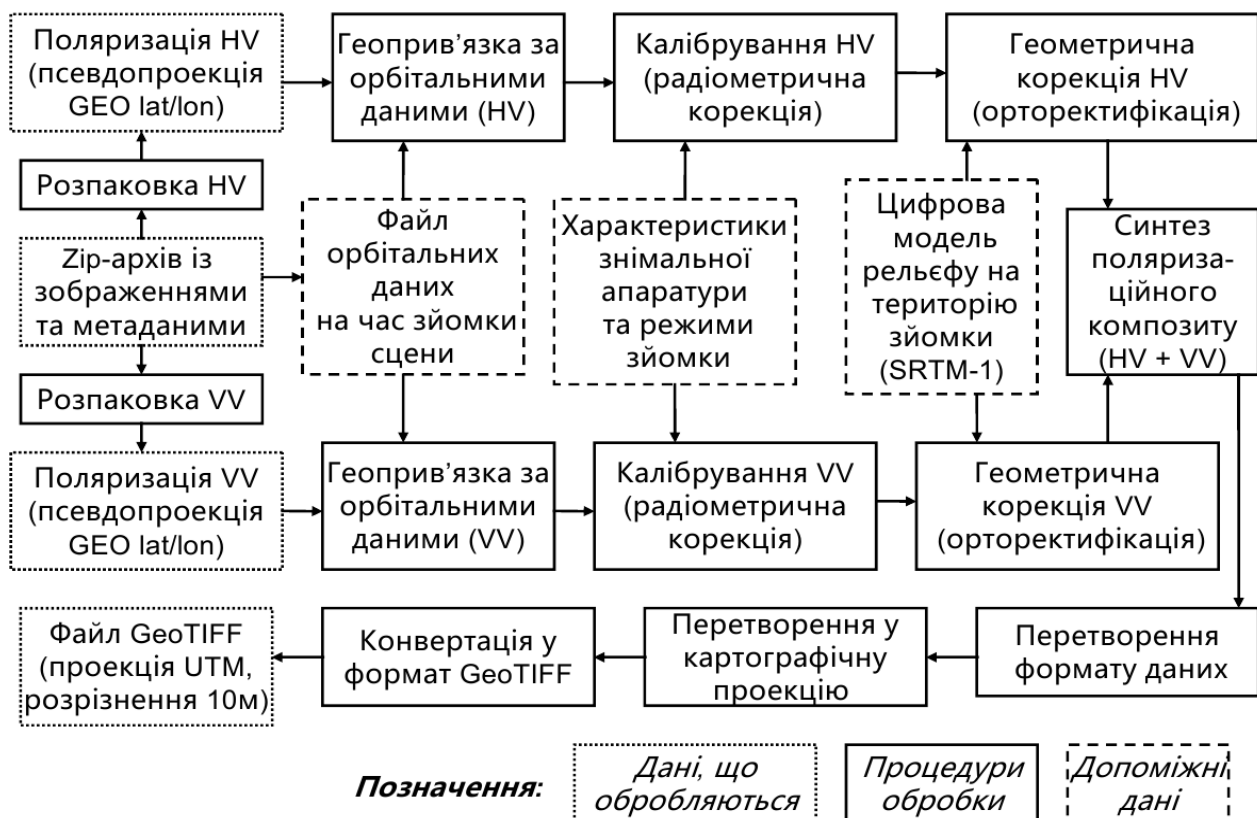 Поляризація HV
(псевдопроекція
GEO lat/lon)
Геоприв’язка за
орбітальними
даними (HV)
Калібрування HV
(радіометрична
корекція)
Геометрична
корекція HV
(орторектифікація)
Розпаковка HV
Zip-архів із
зображеннями
та метаданими
Розпаковка VV
Файл
орбітальних
даних
на час зйомки
сцени
Характеристики
знімальної
апаратури
та режими
зйомки
Цифрова
модель
рельєфу на
територію
зйомки
(SRTM-1)
Синтез
поляриза-
ційного
композиту
(HV + VV)
Поляризація VV
(псевдопроекція
GEO lat/lon)
Геоприв’язка за
орбітальними
даними (VV)
Калібрування VV
(радіометрична
корекція)
Геометрична
корекція VV
(орторектифікація)
Файл GeoTIFF
(проекція UTM,
розрізнення 10м)
Конвертація у
формат GeoTIFF
Перетворення у
картографічну
проекцію
Перетворення
формату даних
Позначення:
Дані, що
обробляються
Процедури
обробки
Допоміжні
дані